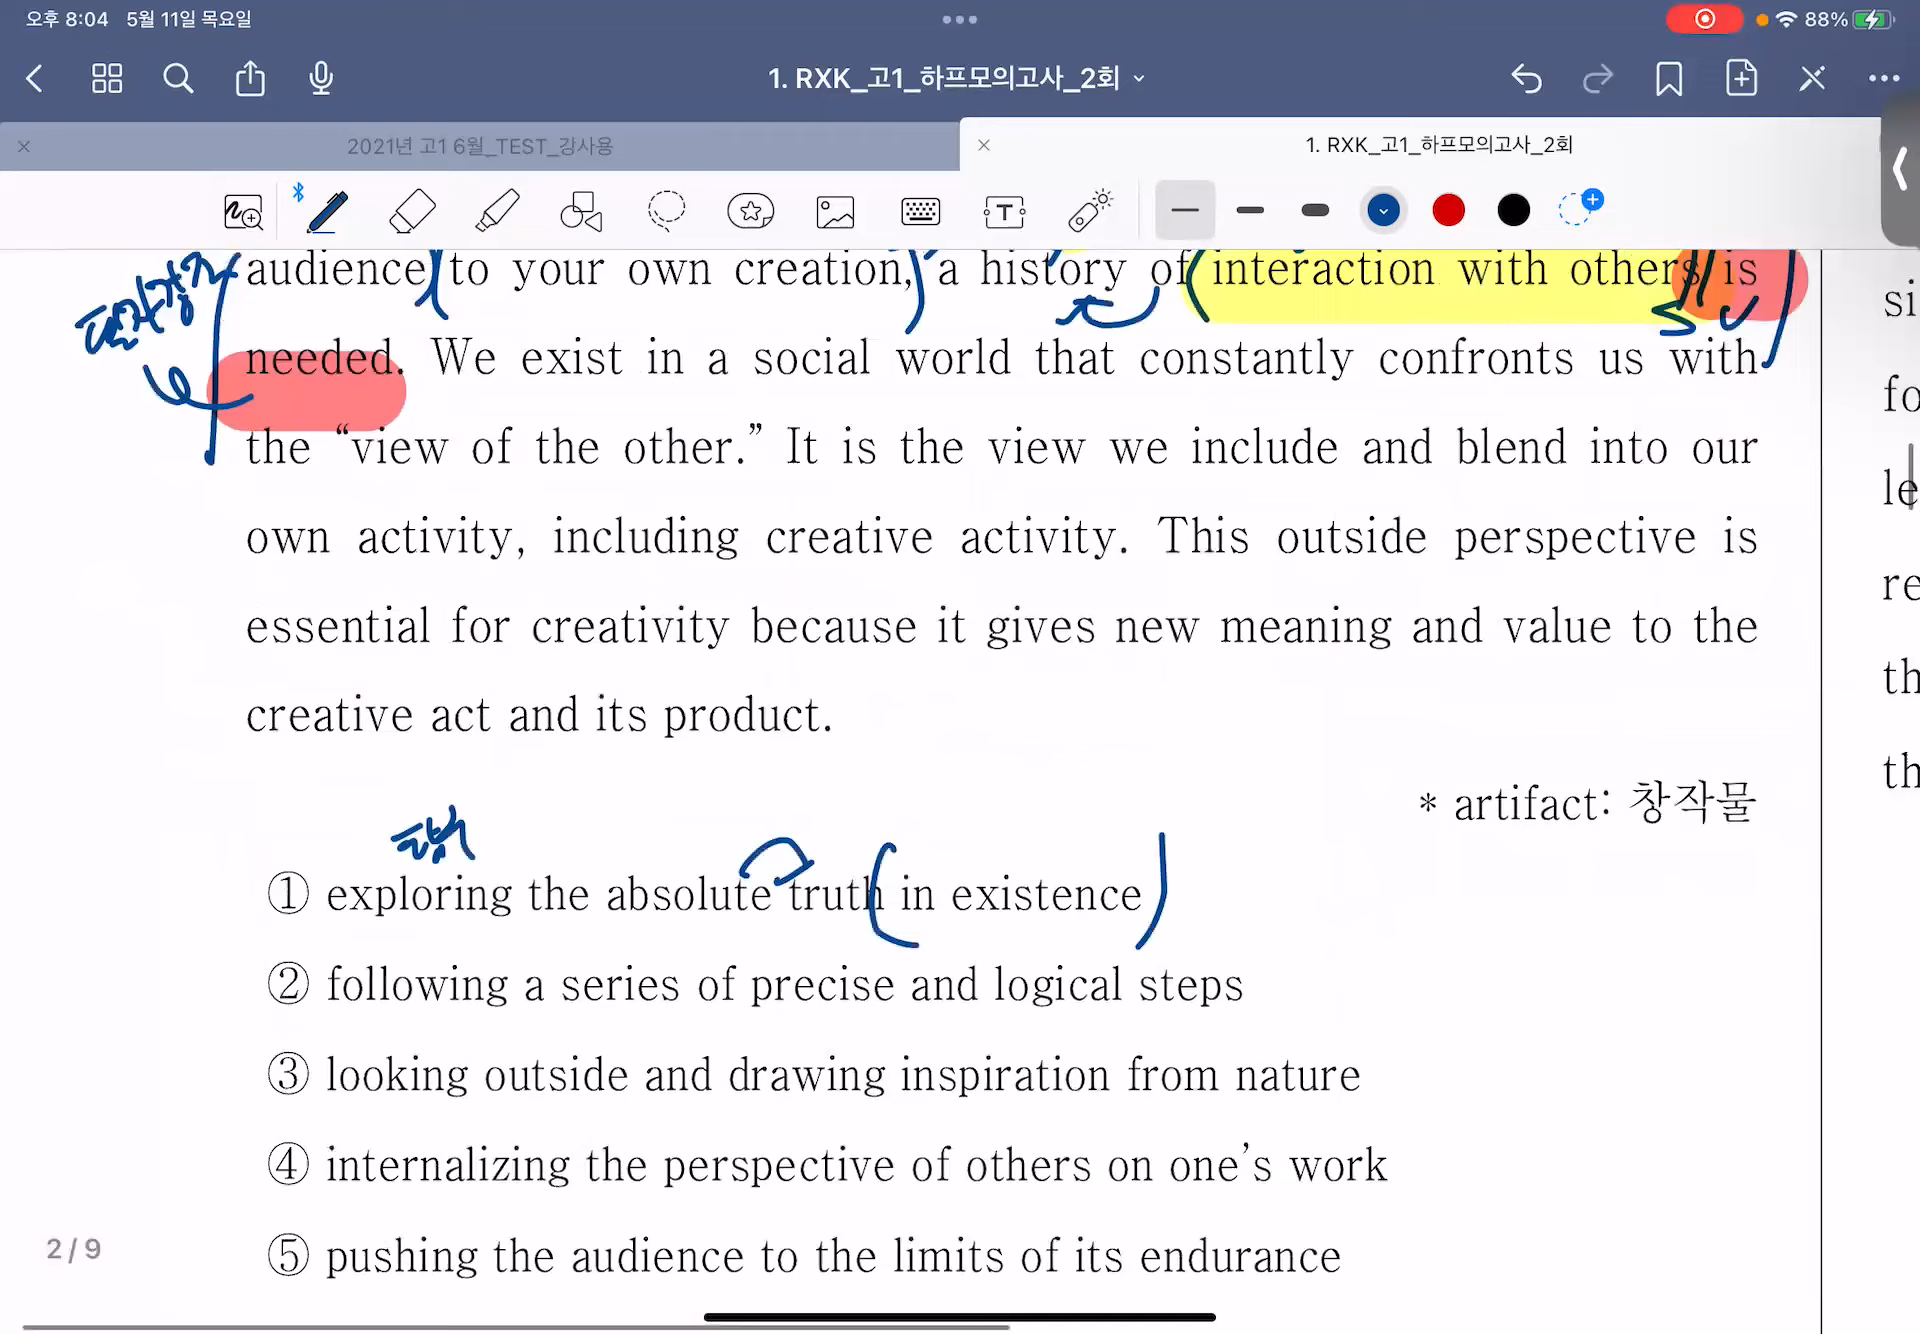 오후 8:04 5월 11일 목요일
88%
1. RXK_고1_하프모의고사_2회
2021년 고1 6월_TEST_강사용
1. RXK_고1_하프모의고사_2회
audience to your own creation, a history of interaction with others is
needed. We exist in a social world that constantly confronts us with
the “view of the other.” It is the view we include and blend into our
own activity, including creative activity. This outside perspective is
essential for creativity because it gives new meaning and value to the
creative act and its product.
* artifact: 창작물
① exploring the absolute truth in existence
② following a series of precise and logical steps
③ looking outside and drawing inspiration from nature
④ internalizing the perspective of others on one’s work
⑤ pushing the audience to the limits of its endurance
2 / 9
si
fo
le
re
th
th